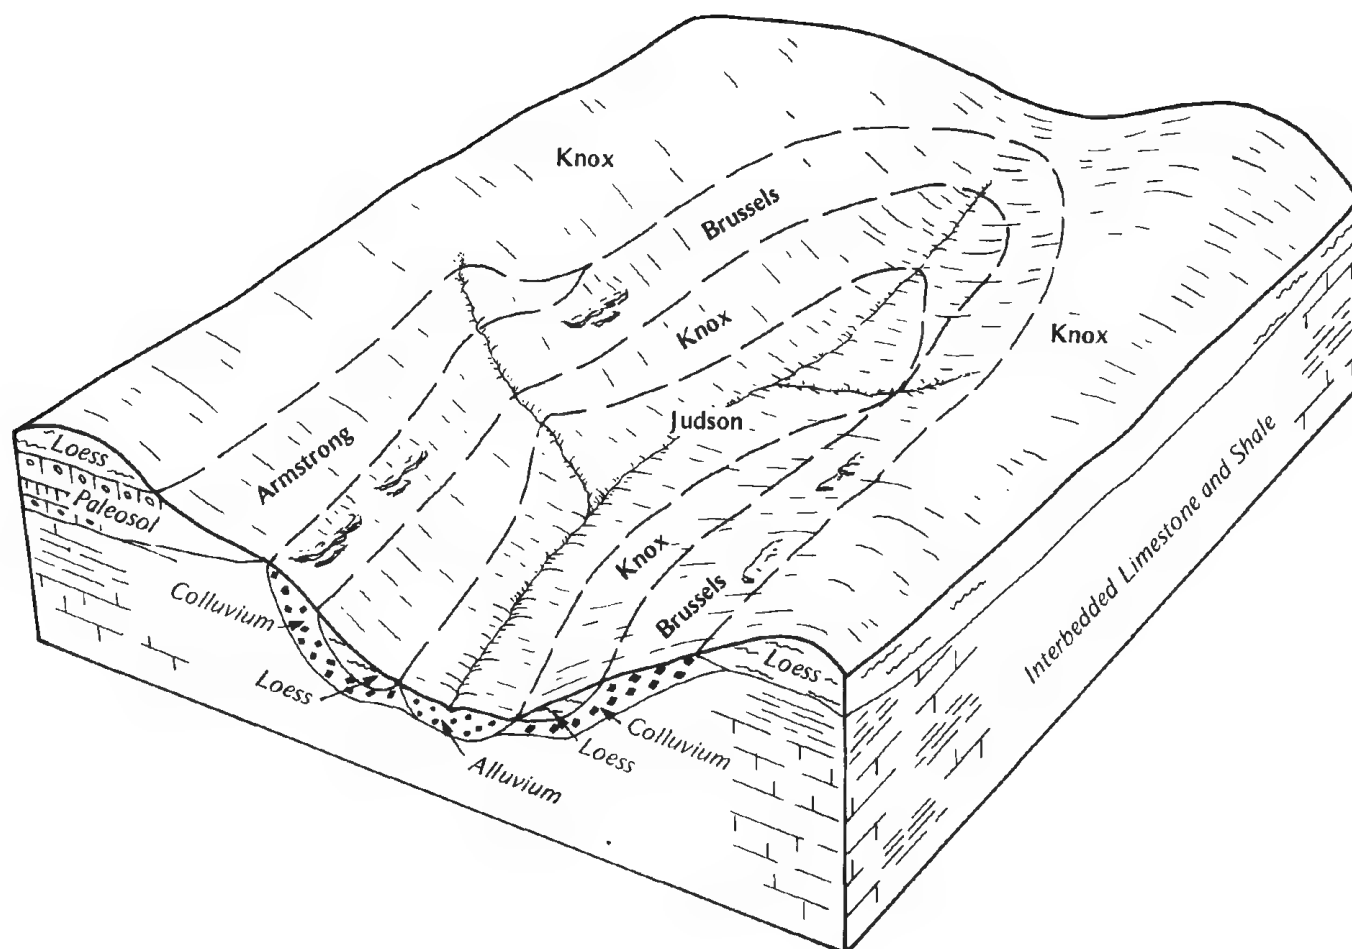 Knox
Brussels
Knox
Knox
Judson
Armstrong
Loess
Paleosol
Knox
Brussels
Colluvium
Loess
Loess
Colluvium
Loess
Alluvium
Interbedded Limestone and Shale